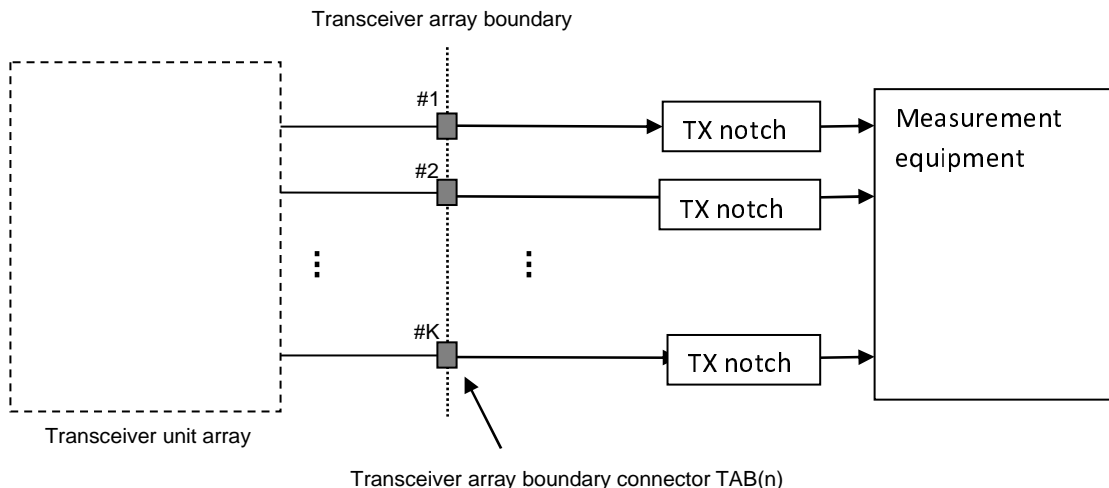 Transceiver array boundary
#1
TX notch
Measurement
equipment
#2
TX notch
#K
TX notch
Transceiver unit array
Transceiver array boundary connector TAB(n)